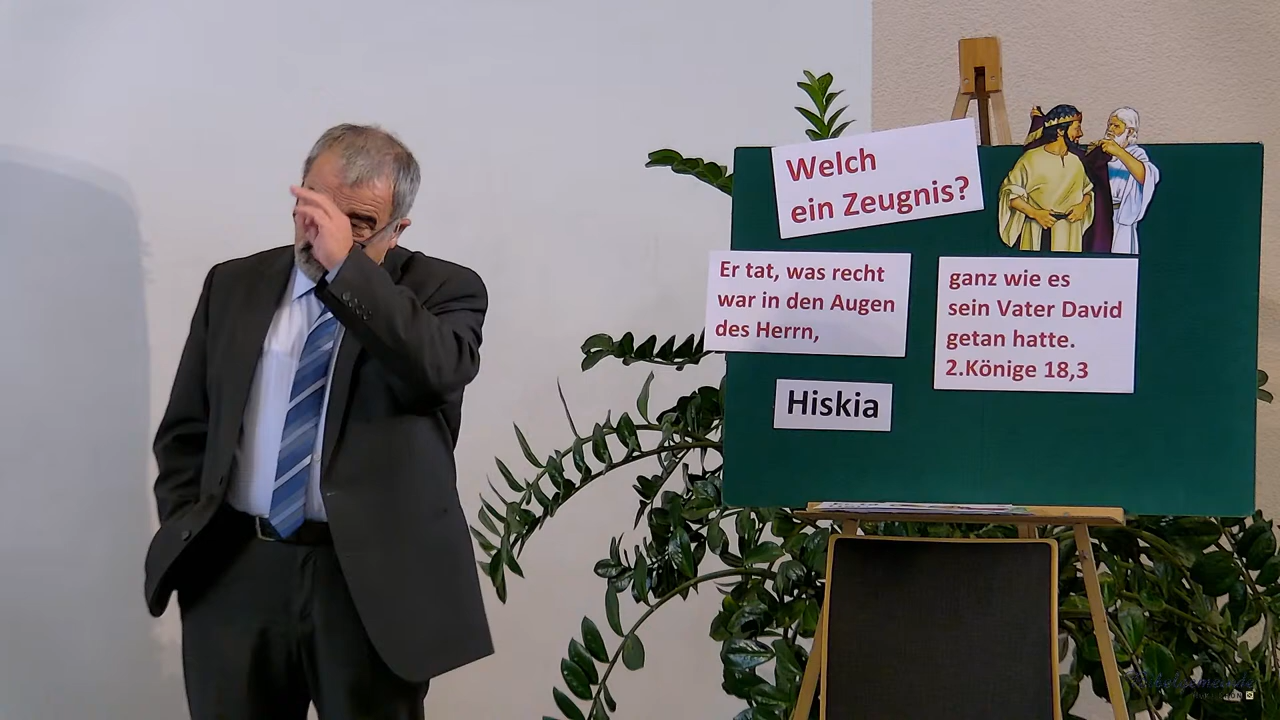 Welch
ein Zeugnis?
Er tat, was recht
war in den Augen
des Herrn,
ganz wie es
sein Vater David
getan hatte.
2.Könige 18,3
Hiskia